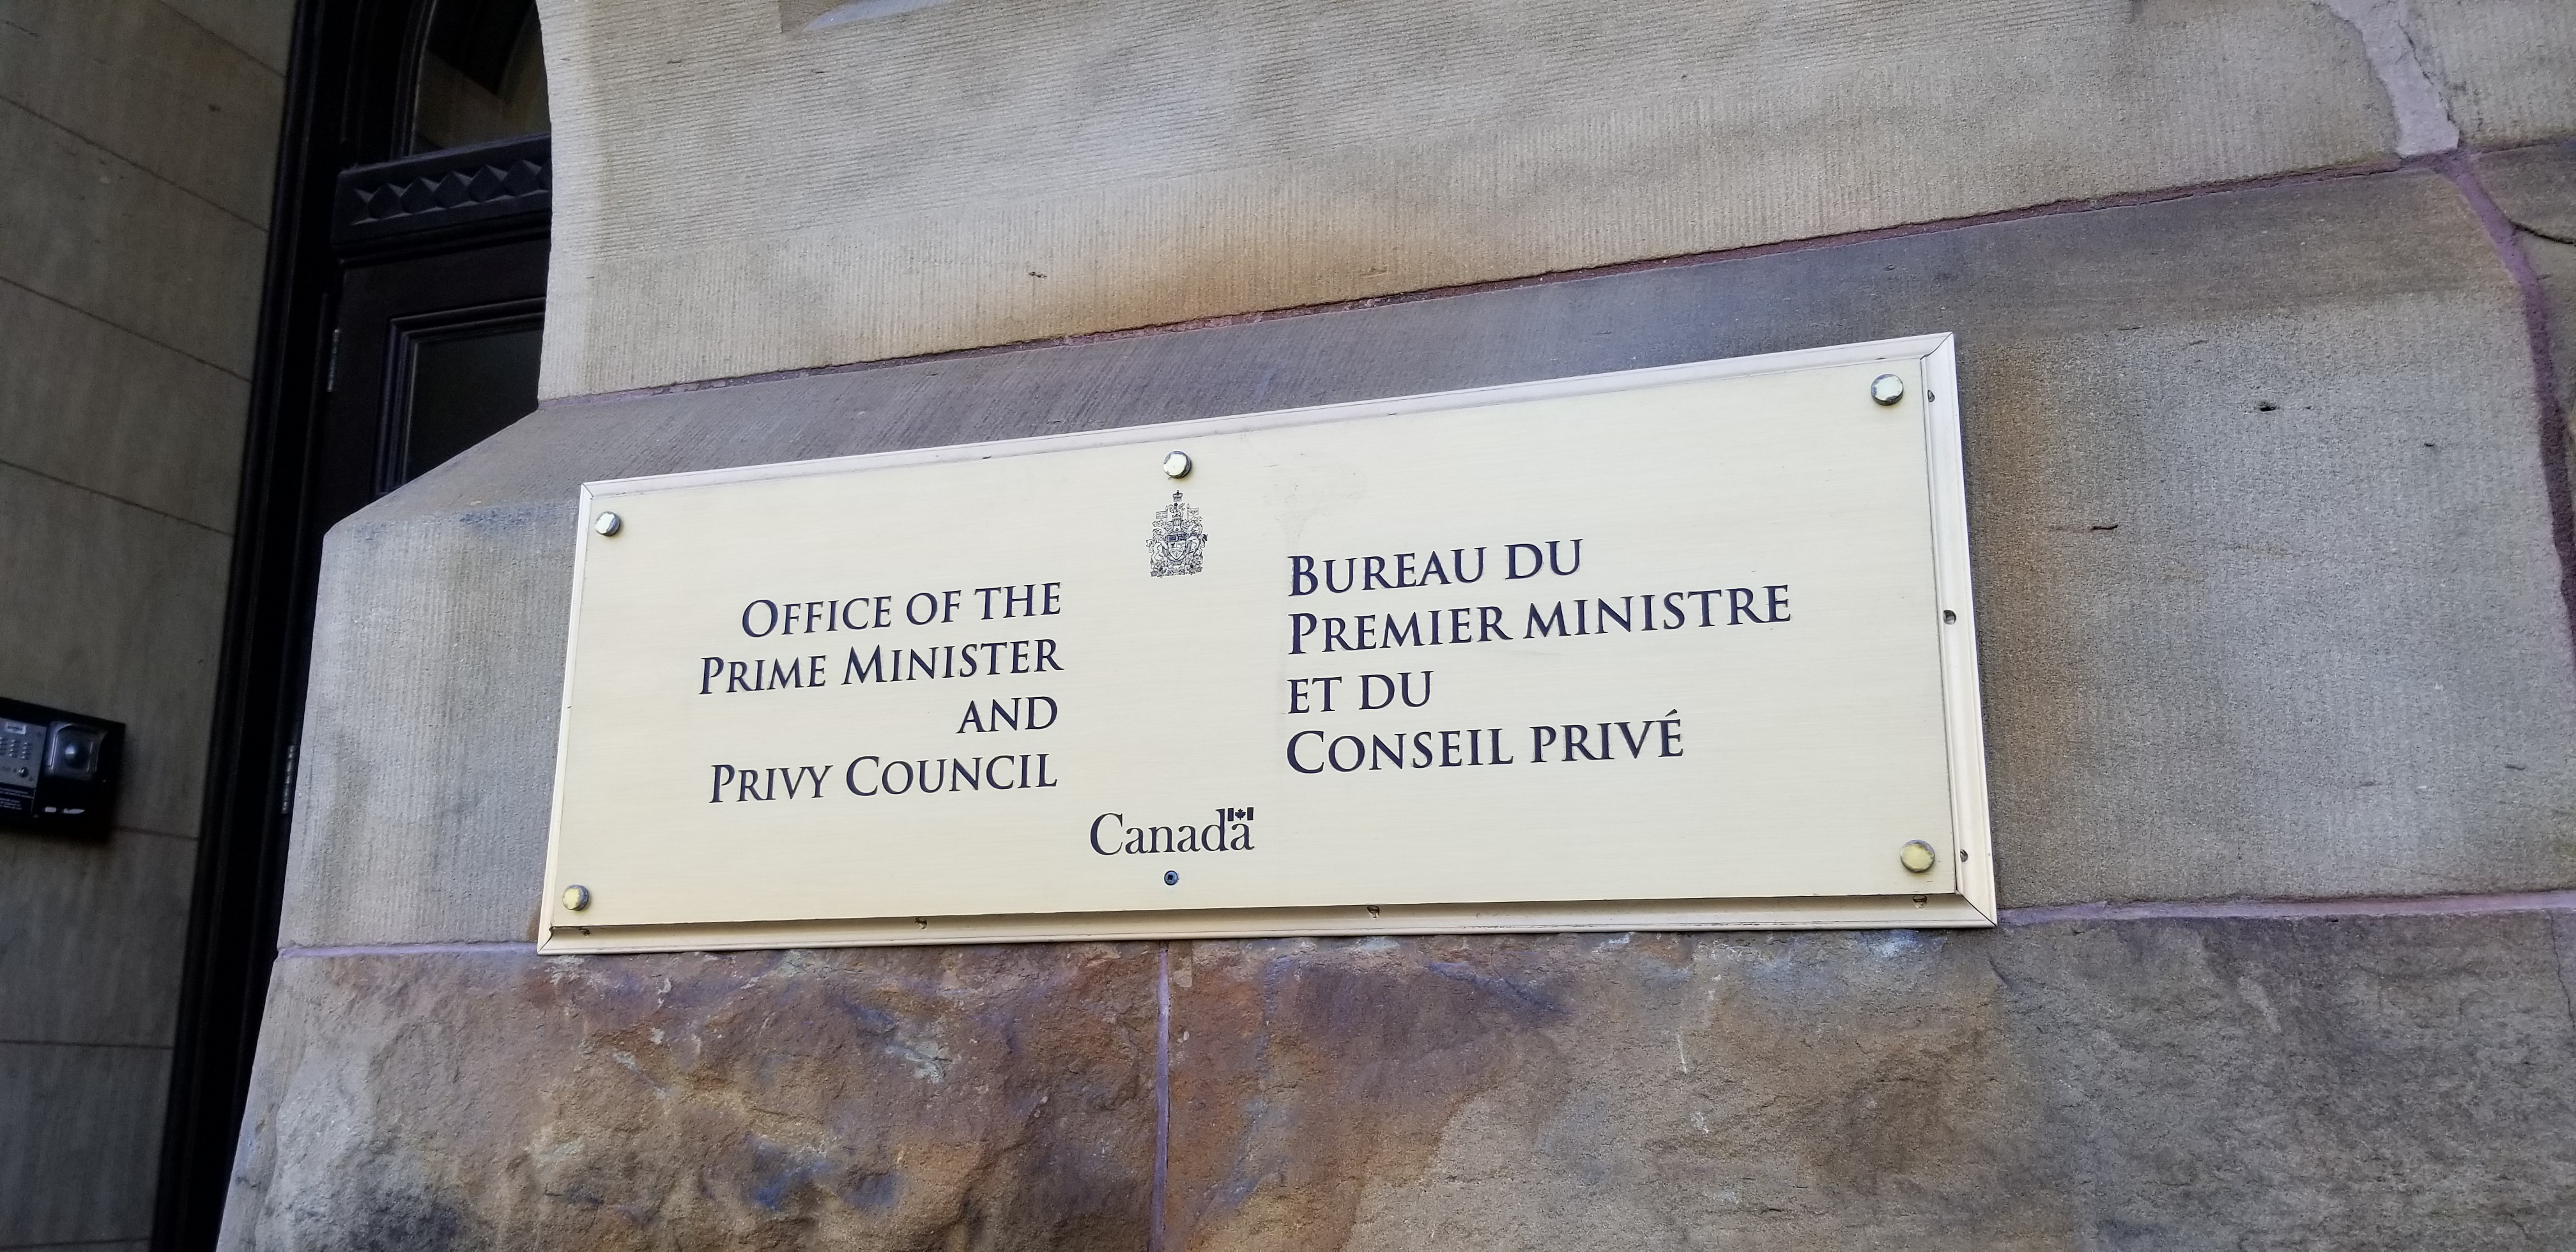 OFFICE OF THE
PRIME MINISTER
AND
PRIVY COUNCIL
BUREAU DU
PREMIER MINISTRE
ET DU
CONSEIL PRIVÉ
Canada